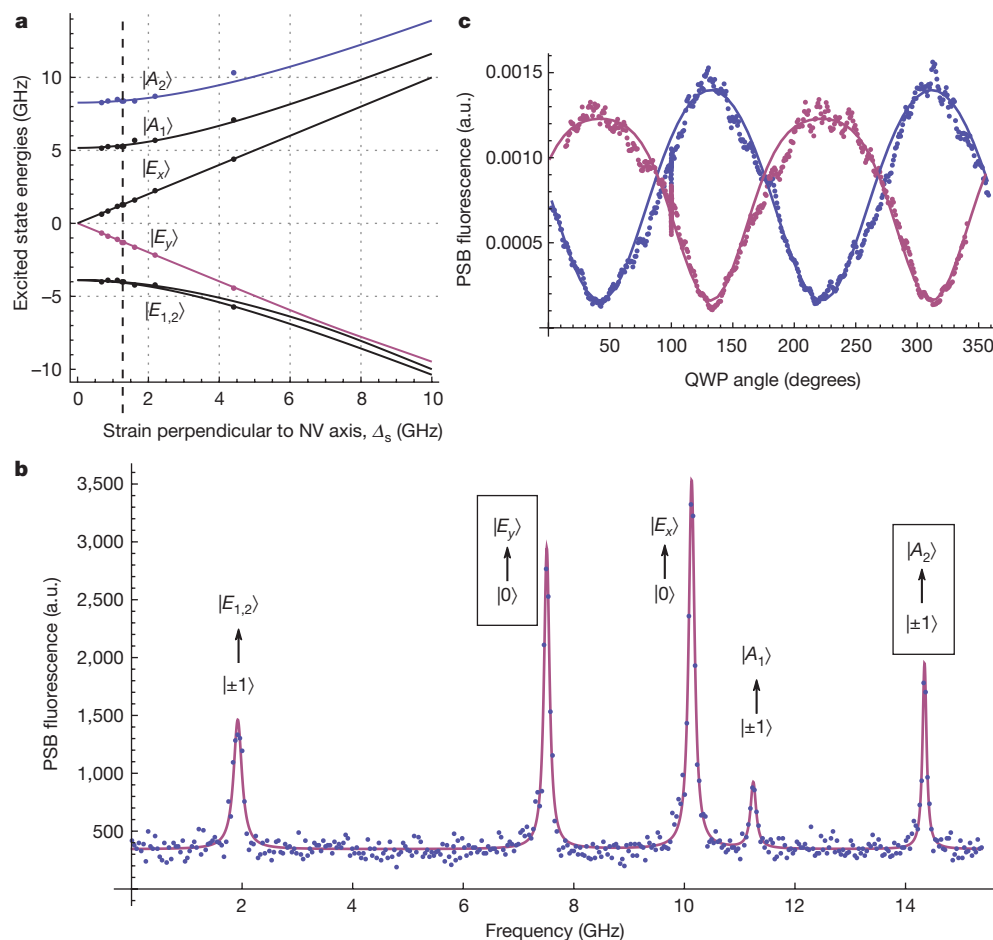 a
Excited state energies (GHz)
10
5
0
−5
−10
|A2⟩
|A1⟩
|Ex⟩
|Ey⟩
|E1,2⟩
0 2 4 6 8 10
Strain perpendicular to NV axis, Δs (GHz)
c
PSB fluorescence (a.u.)
0.0015
0.0010
0.0005
50 100 150 200 250 300 350
QWP angle (degrees)
b
PSB fluorescence (a.u.)
3,500
3,000
2,500
2,000
1,500
1,000
500
|E1,2⟩
|±1⟩
|Ey⟩
|0⟩
|Ex⟩
|0⟩
|A1⟩
|±1⟩
|A2⟩
|±1⟩
2 4 6 8 10 12 14
Frequency (GHz)